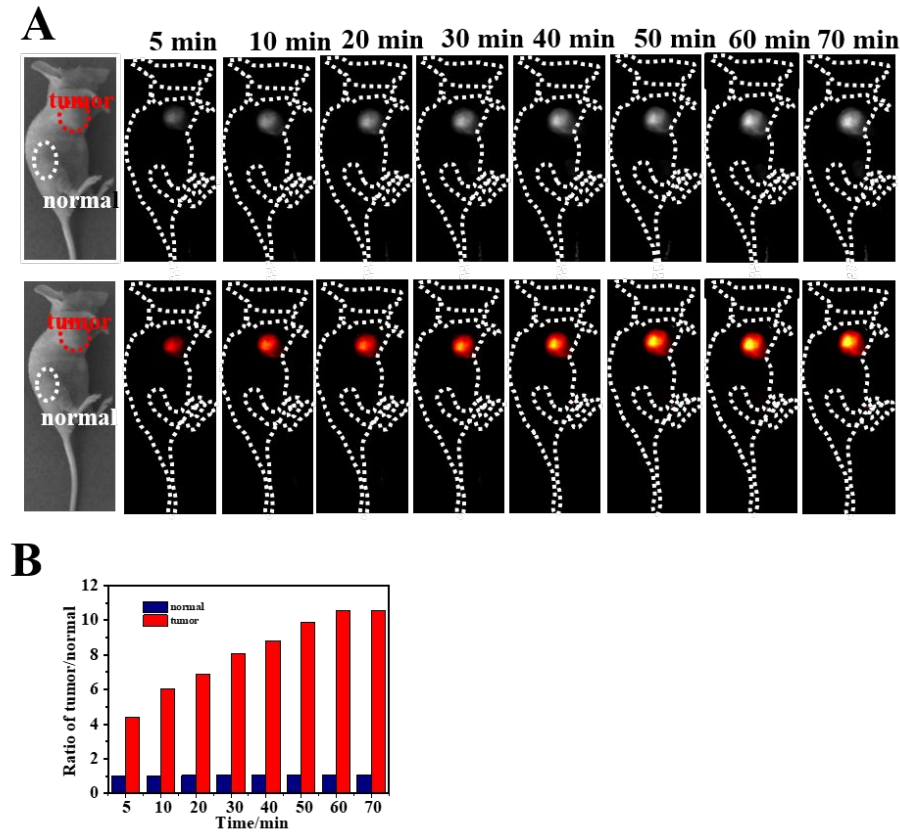 A
5 min 10 min 20 min 30 min 40 min 50 min 60 min 70 min
tumor
normal
tumor
normal
B
12
10
8
6
4
2
0
Ratio of tumor/normal
normal
tumor
5 10 20 30 40 50 60 70
Time/min